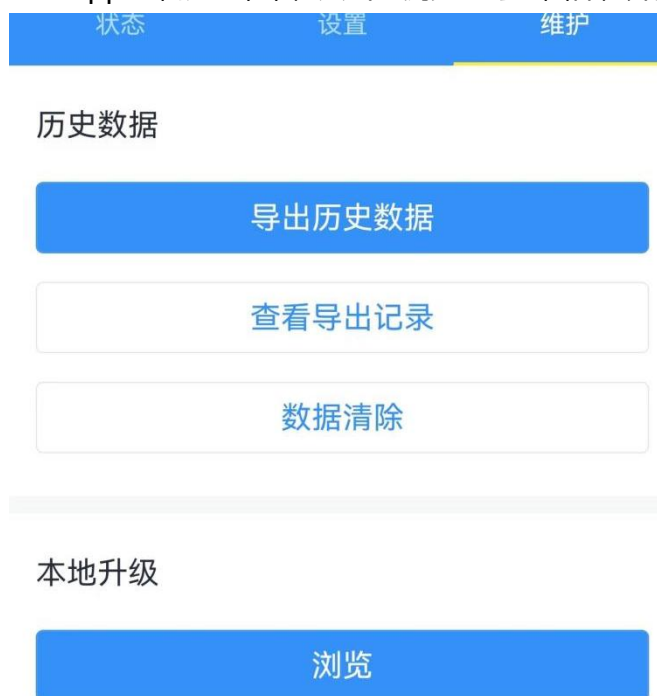 状态 设置 维护
历史数据
导出历史数据
查看导出记录
数据清除
本地升级
浏览